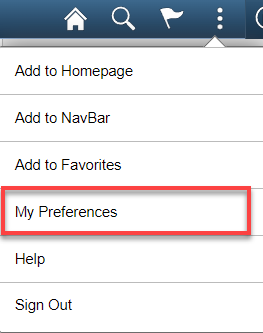 Add to Homepage
Add to NavBar
Add to Favorites
My Preferences
Help
Sign Out